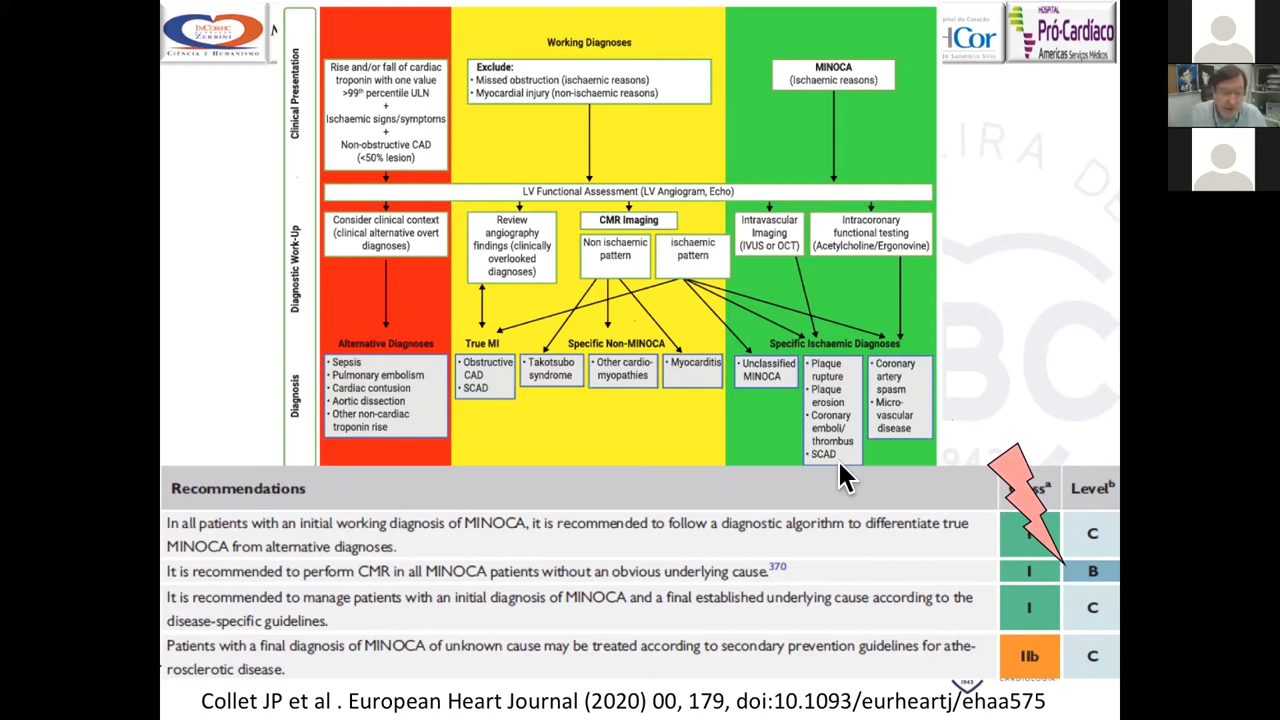 INCORHC
ZERBINI
CIÊNCIA E HUMANISMO
HCor
HOSPITAL
Pró-Cardíaco
Americas Serviços Médicos
Working Diagnoses
Clinical Presentation
Rise and/or fall of cardiac
troponin with one value
>99th percentile ULN
+
Ischaemic signs/symptoms
+
Non-obstructive CAD
(<50% lesion)
Exclude:
• Missed obstruction (ischaemic reasons)
• Myocardial injury (non-ischaemic reasons)
MINOCA
(Ischaemic reasons)
LV Functional Assessment (LV Angiogram, Echo)
Diagnostic Work-Up
Consider clinical context
(clinical alternative overt
diagnoses)
Review
angiography
findings (clinically
overlooked
diagnoses)
CMR Imaging
Non ischaemic
pattern
ischaemic
pattern
Intravascular
Imaging
(IVUS or OCT)
Intracoronary
functional testing
(Acetylcholine/Ergonovine)
Diagnosis
Alternative Diagnoses
• Sepsis
• Pulmonary embolism
• Cardiac contusion
• Aortic dissection
• Other non-cardiac
troponin rise
True MI
• Obstructive
CAD
• SCAD
Specific Non-MINOCA
• Takotsubo
syndrome
• Other cardio-
myopathies
• Myocarditis
Specific Ischaemic Diagnoses
• Unclassified
MINOCA
• Plaque
rupture
• Plaque
erosion
• Coronary
emboli/
thrombus
• SCAD
• Coronary
artery
spasm
• Micro-
vascular
disease
Recommendations
Levelb
In all patients with an initial working diagnosis of MINOCA, it is recommended to follow a diagnostic algorithm to differentiate true
MINOCA from alternative diagnoses.
I
C
It is recommended to perform CMR in all MINOCA patients without an obvious underlying cause.370
I
B
It is recommended to manage patients with an initial diagnosis of MINOCA and a final established underlying cause according to the
disease-specific guidelines.
I
C
Patients with a final diagnosis of MINOCA of unknown cause may be treated according to secondary prevention guidelines for athe-
rosclerotic disease.
IIb
C
Collet JP et al . European Heart Journal (2020) 00, 179, doi:10.1093/eurheartj/ehaa575